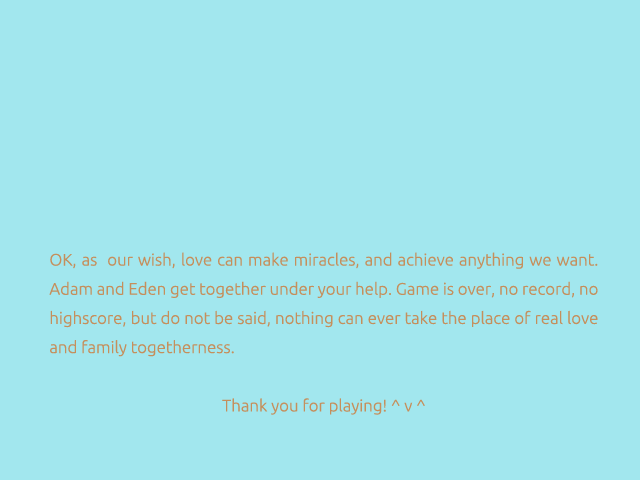 OK, as  our wish, love can make miracles, and achieve anything we want.
Adam and Eden get together under your help. Game is over, no record, no
highscore, but do not be said, nothing can ever take the place of real love
and family togetherness.
Thank you for playing! ^ v ^